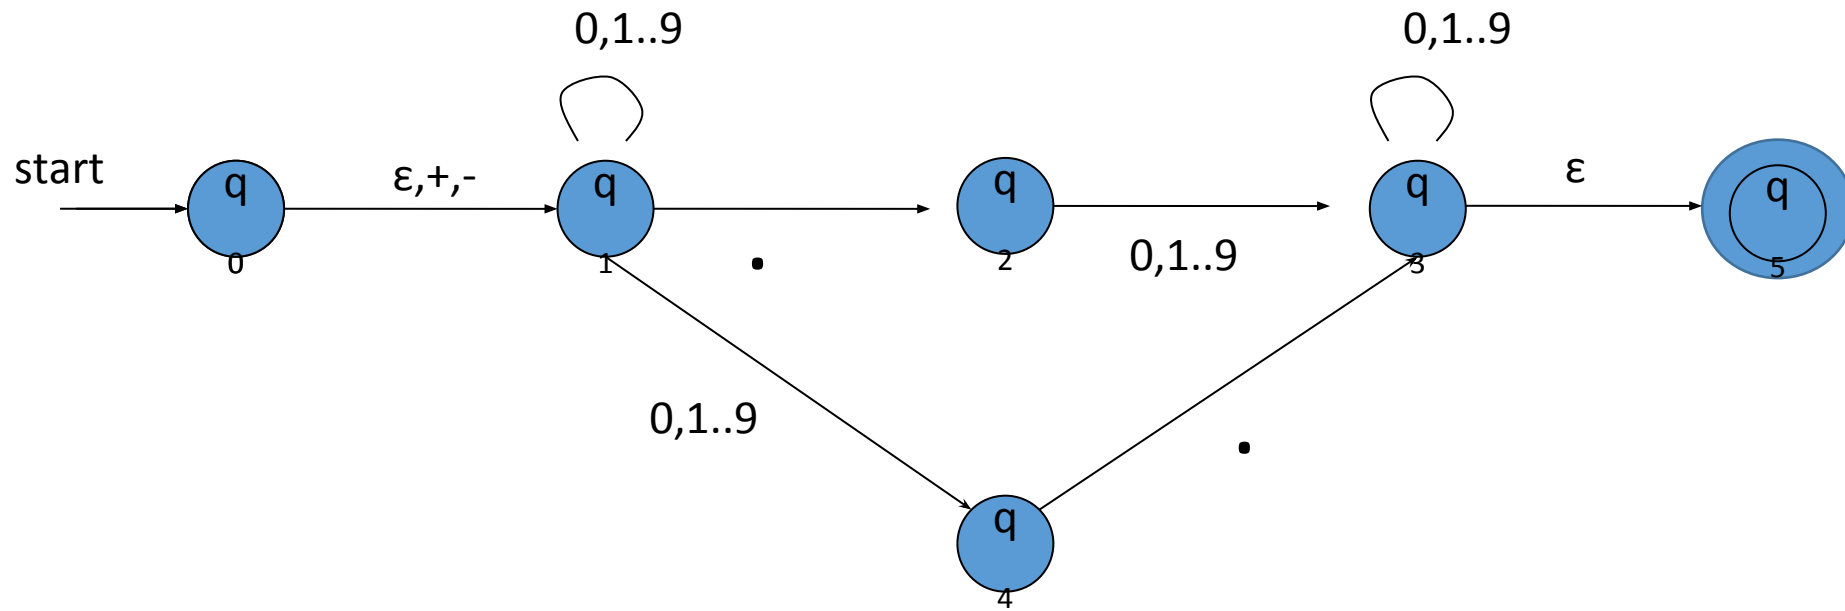 0,1..9
0,1..9
start
ε,+,-
ε
q
0
q
1
.
q
2
0,1..9
q
3
q
5
0,1..9
.
q
4